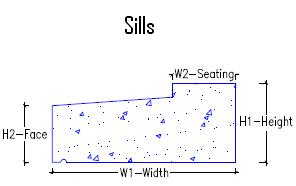 Sills
W2-Seating
H1-Height
H2-Face
W1-Width